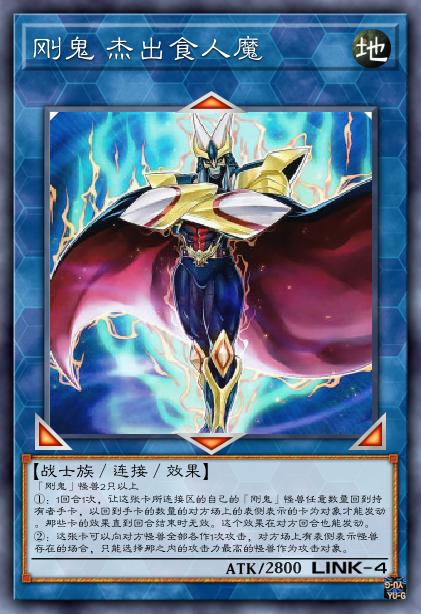 刚鬼 杰出食人魔
地
【战士族／连接／效果】
「刚鬼」怪兽2只以上
①：1回合1次，让这张卡所连接区的自己的「刚鬼」怪兽任意数量回到持
有者手卡，以回到手卡的数量的对方场上的表侧表示的卡为对象才能发动
。那些卡的效果直到回合结束时无效。这个效果在对方回合也能发动。
②：这张卡可以向对方怪兽全部各作1次攻击，对方场上有表侧表示怪兽
存在的场合，只能选择那之内的攻击力最高的怪兽作为攻击对象。
ATK/2800 LINK-4